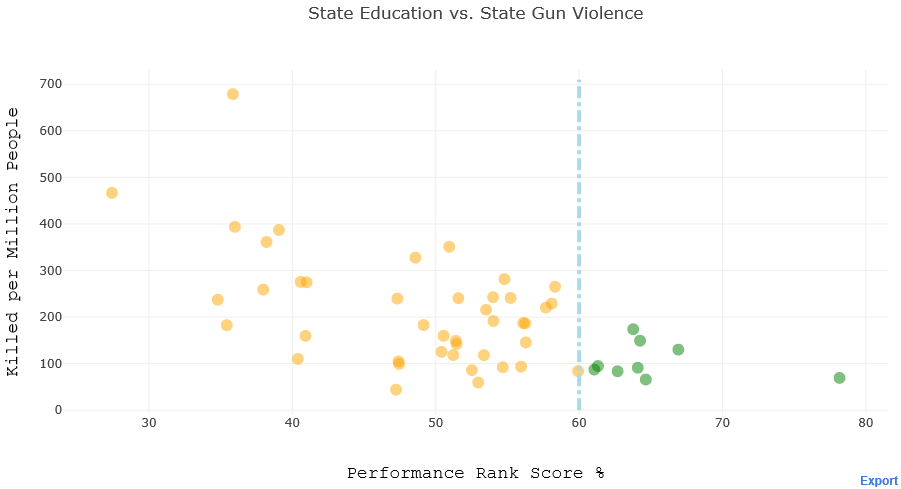 State Education vs. State Gun Violence
Killed per Million People
700
600
500
400
300
200
100
0
30 40 50 60 70 80
Performance Rank Score %
Export